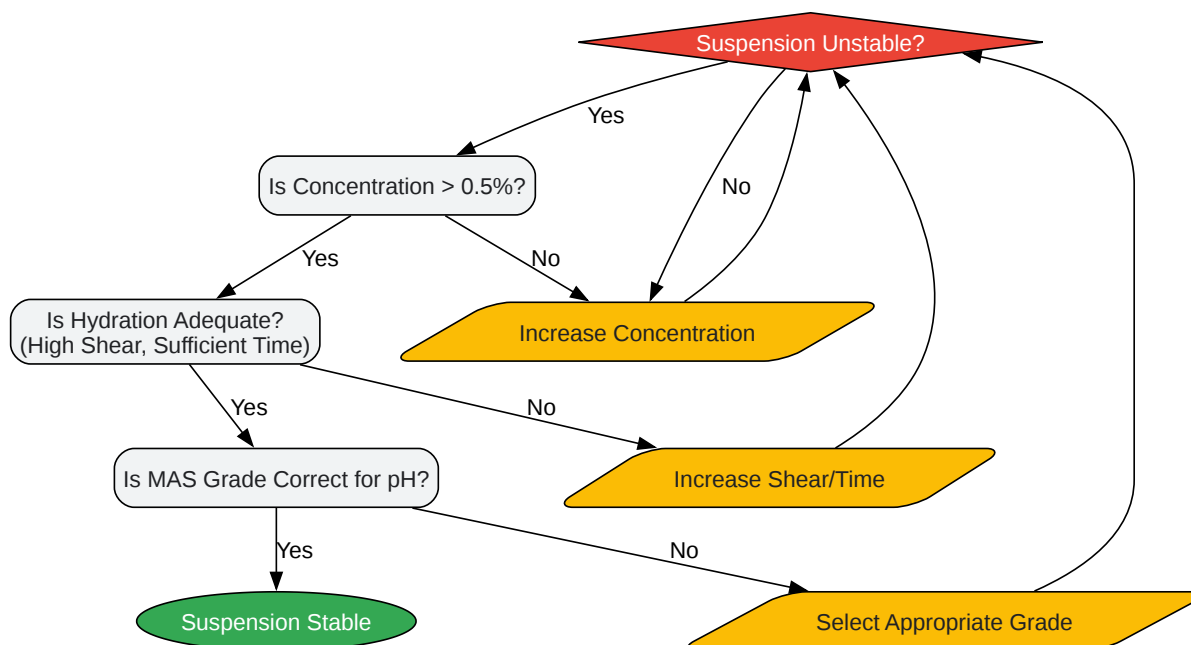 Suspension Unstable?
Yes
Is Concentration > 0.5%?
No
Yes
No
Is Hydration Adequate?
(High Shear, Sufficient Time)
Increase Concentration
Yes
No
Is MAS Grade Correct for pH?
Increase Shear/Time
Yes
No
Suspension Stable
Select Appropriate Grade